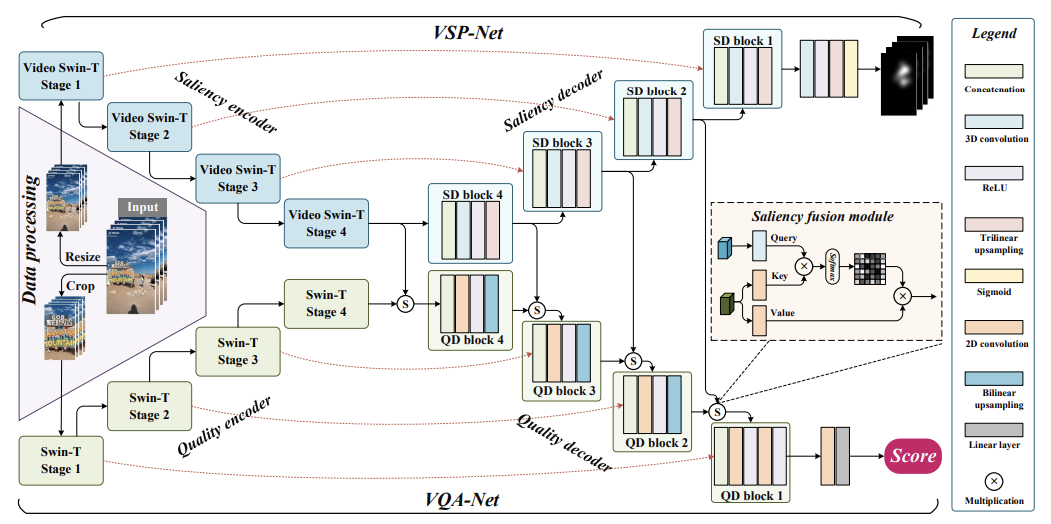 VSP-Net
Video Swin-T
Stage 1
Saliency encoder
Video Swin-T
Stage 2
Video Swin-T
Stage 3
Video Swin-T
Stage 4
Saliency decoder
SD block 4
SD block 3
SD block 2
SD block 1
Data processing
Input
Resize
Crop
Swin-T
Stage 4
Swin-T
Stage 3
Swin-T
Stage 2
Swin-T
Stage 1
Quality encoder
Quality decoder
S
QD block 4
S
QD block 3
S
QD block 2
S
QD block 1
Score
VQA-Net
Saliency fusion module
Query
Key
Value
Softmax
Legend
Concatenation
3D convolution
ReLU
Trilinear
upsampling
Sigmoid
2D convolution
Bilinear
upsampling
Linear layer
Multiplication